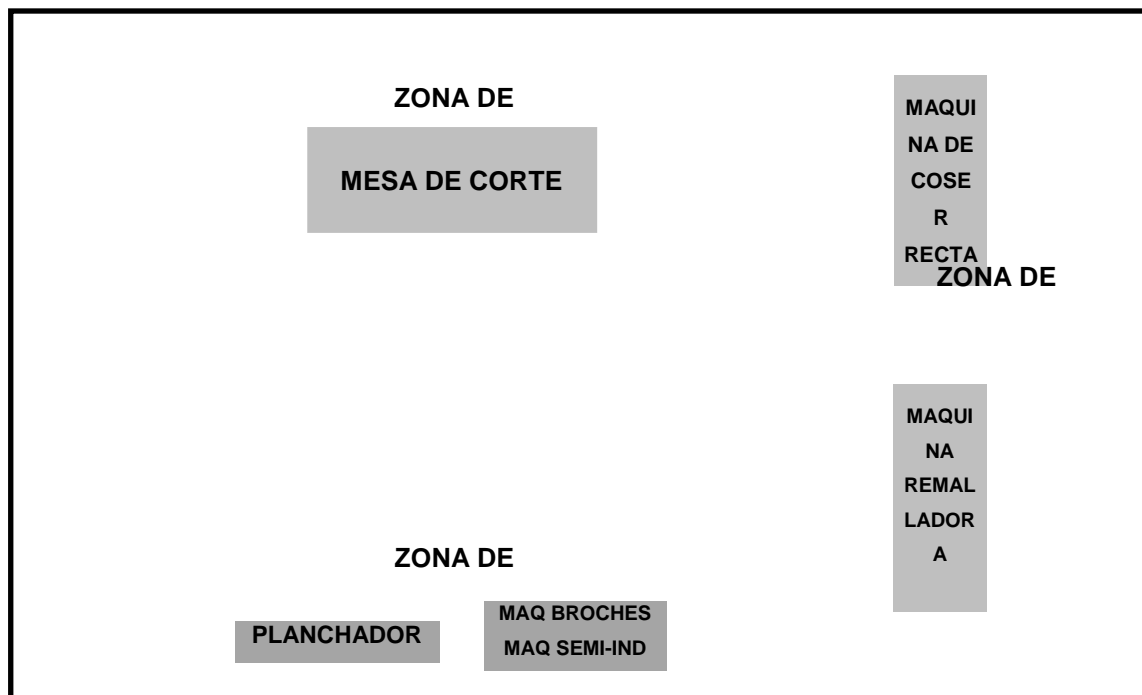 ZONA DE
MESA DE CORTE
MAQUI
NA DE
COSE
R
RECTA
ZONA DE
MAQUI
NA
REMAL
LADOR
A
ZONA DE
PLANCHADOR
MAQ BROCHES
MAQ SEMI-IND